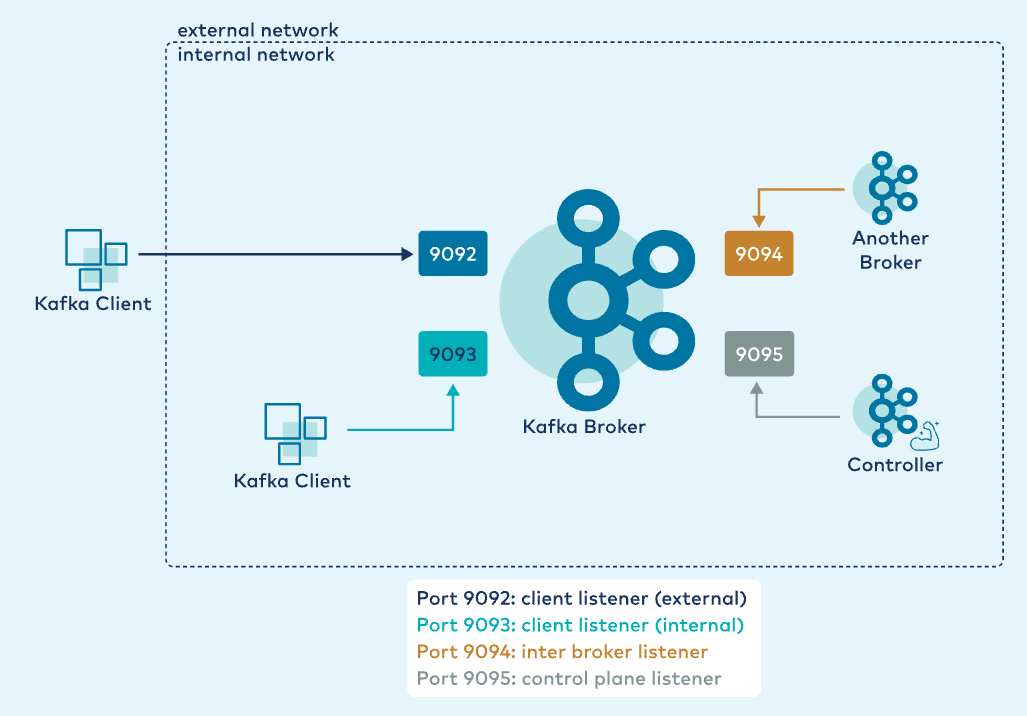 external network
internal network
9092
9094
Another
Broker
Kafka Client
9093
9095
Kafka Broker
Kafka Client
Controller
Port 9092: client listener (external)
Port 9093: client listener (internal)
Port 9094: inter broker listener
Port 9095: control plane listener